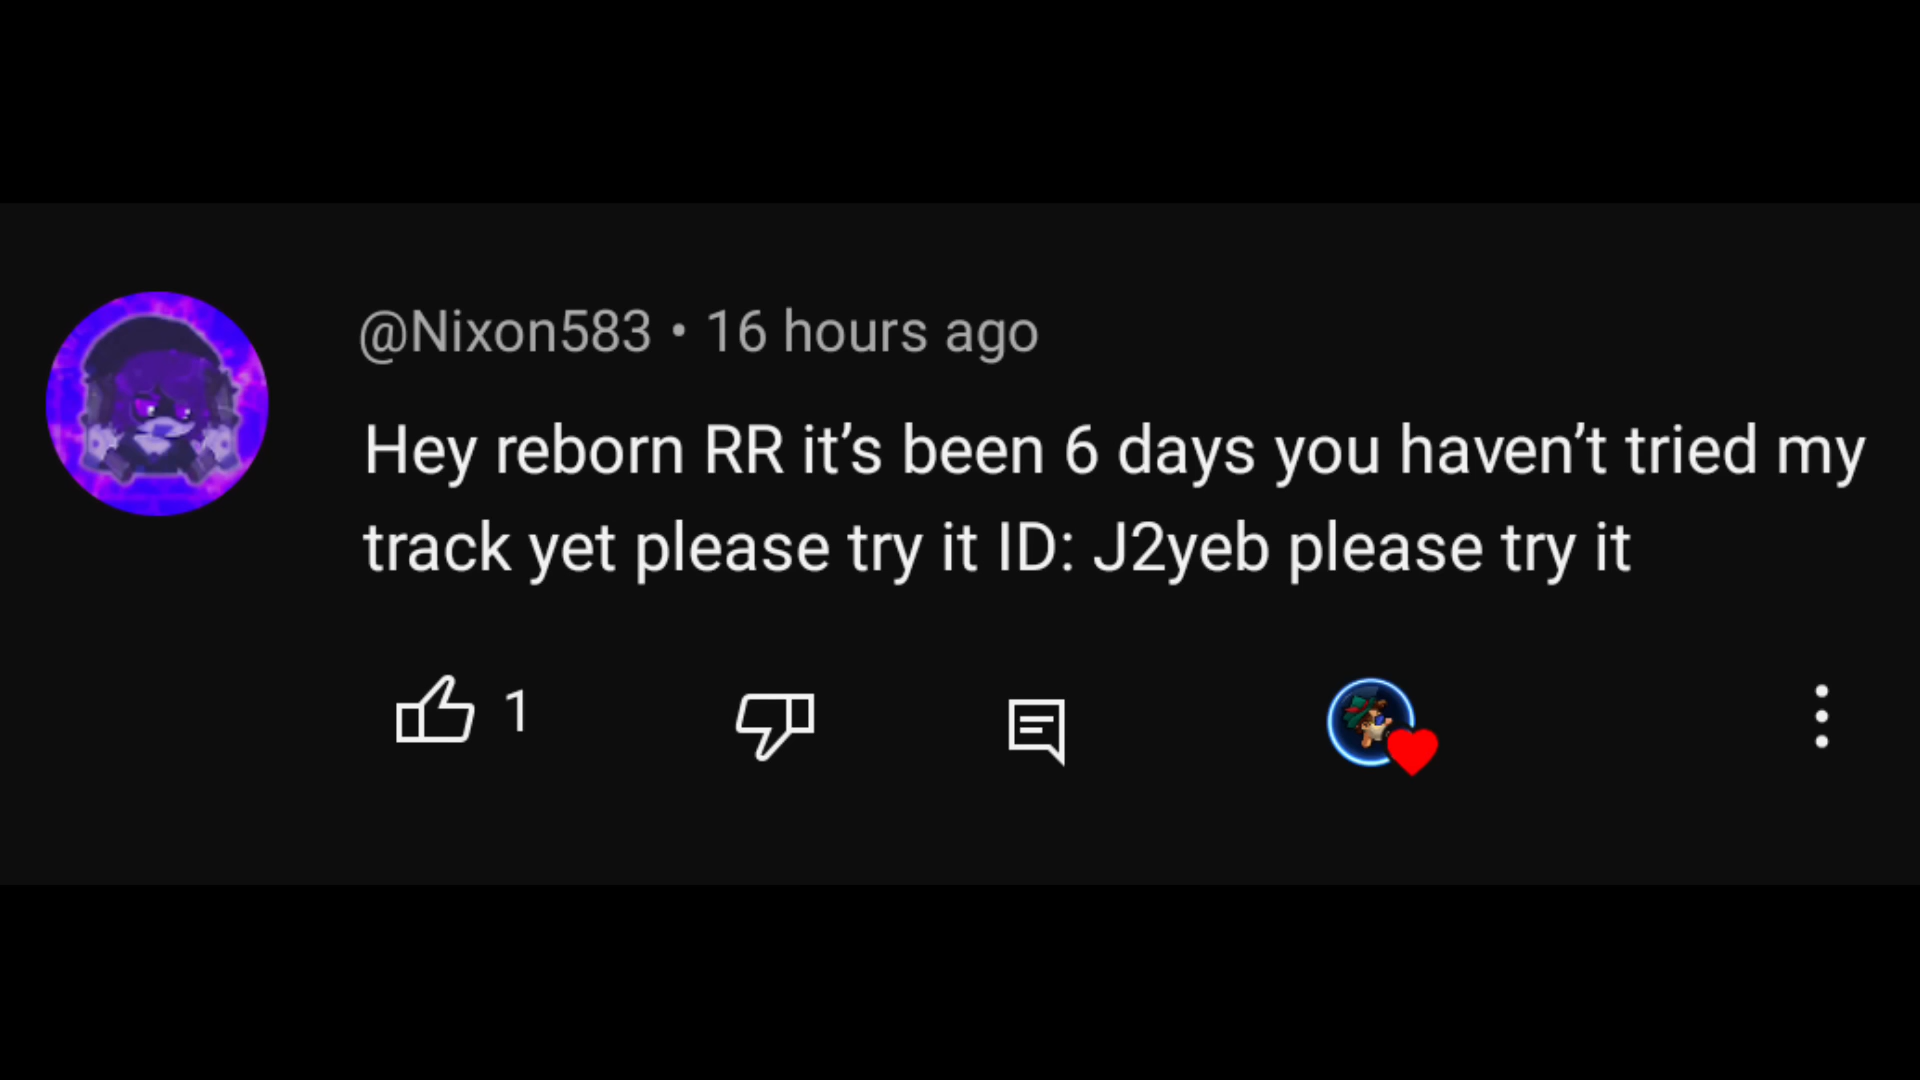 @Nixon583 • 16 hours ago
Hey reborn RR it’s been 6 days you haven’t tried my
track yet please try it ID: J2yeb please try it
1